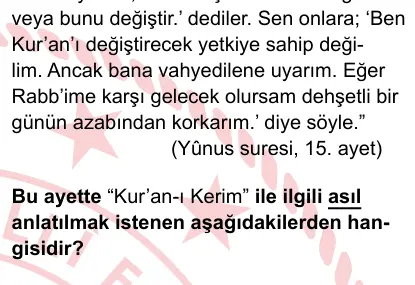 veya bunu değiştir.’ dediler. Sen onlara; ‘Ben
Kur’an’ı değiştirecek yetkiye sahip deği-
lim. Ancak bana vahyedilene uyarım. Eğer
Rabb’ime karşı gelecek olursam dehşetli bir
günün azabından korkarım.’ diye söyle.”
(Yûnus suresi, 15. ayet)
Bu ayette “Kur’an-ı Kerim” ile ilgili asıl
anlatılmak istenen aşağıdakilerden han-
gisidir?